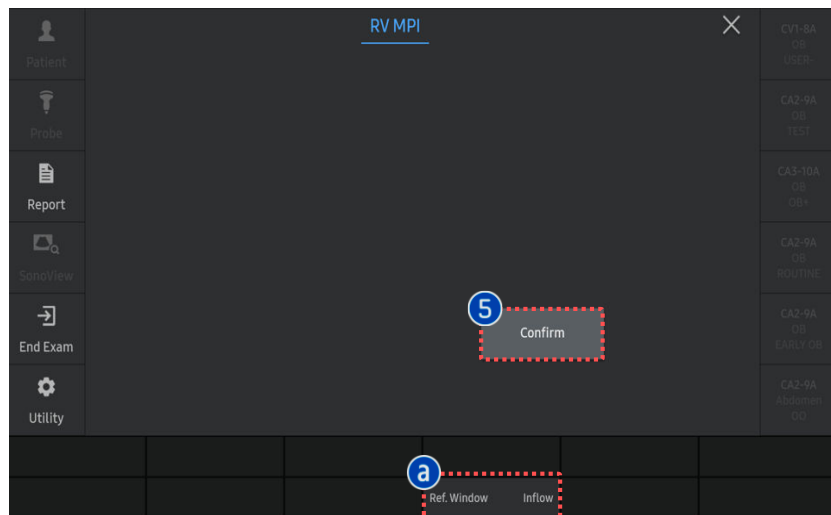 RV MPI
Patient
Probe
Report
SonoView
End Exam
Utility
5
Confirm
CV1-8A
OB
USER-
CA2-9A
OB
TEST
CA3-10A
OB
OB+
CA2-9A
OB
ROUTINE
CA2-9A
OB
EARLY OB
CA2-9A
Abdomen
OO
a
Ref. Window Inflow